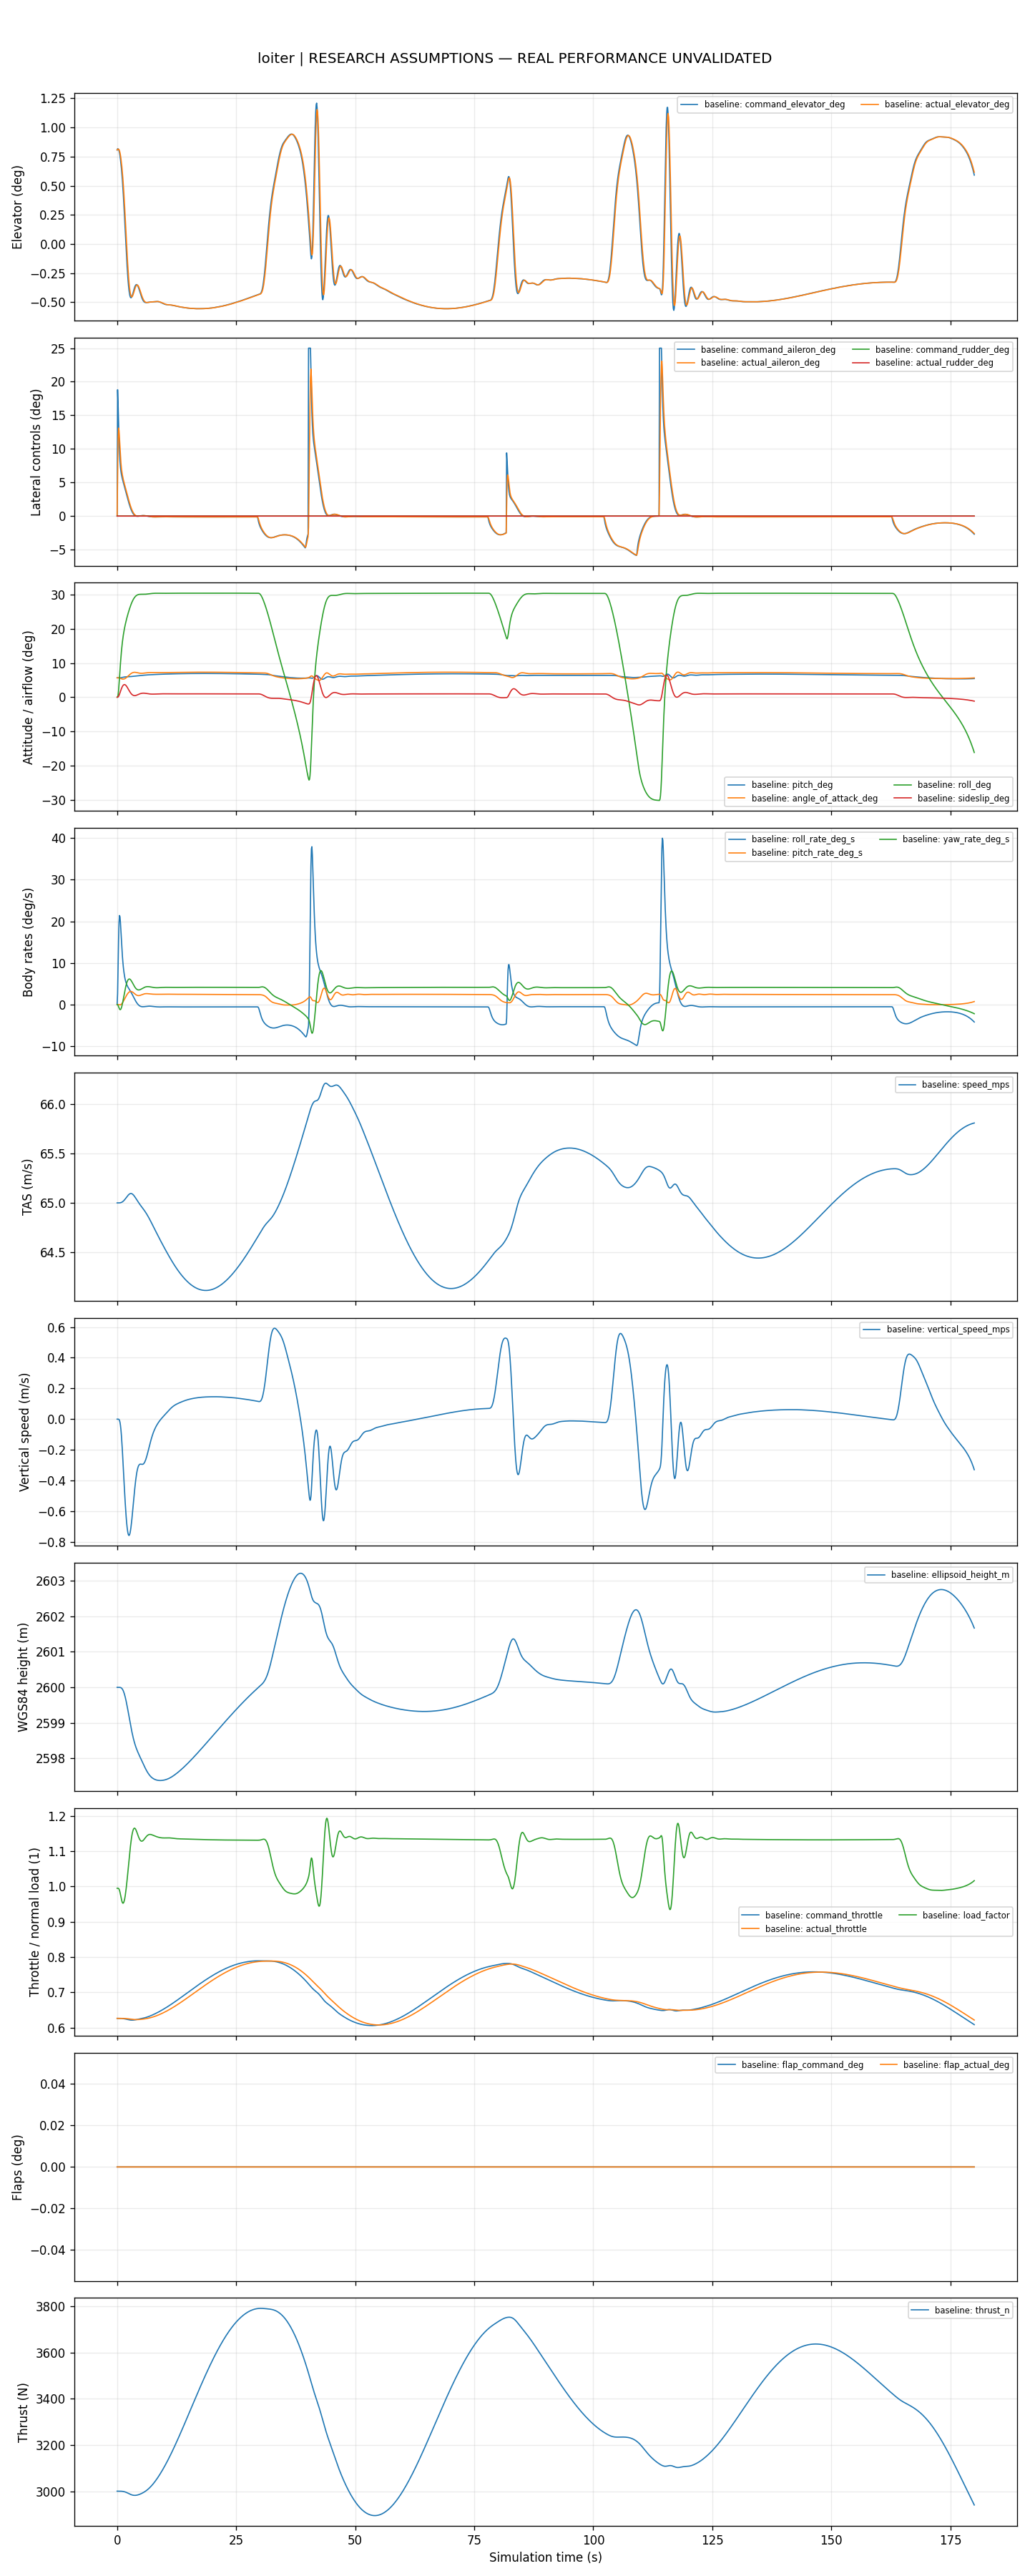 loiter | RESEARCH ASSUMPTIONS — REAL PERFORMANCE UNVALIDATED
Elevator (deg)
1.25
1.00
0.75
0.50
0.25
0.00
−0.25
−0.50
baseline: command_elevator_deg
baseline: actual_elevator_deg
Lateral controls (deg)
25
20
15
10
5
0
−5
baseline: command_aileron_deg
baseline: command_rudder_deg
baseline: actual_aileron_deg
baseline: actual_rudder_deg
Attitude / airflow (deg)
30
20
10
0
−10
−20
−30
baseline: pitch_deg
baseline: roll_deg
baseline: angle_of_attack_deg
baseline: sideslip_deg
Body rates (deg/s)
40
30
20
10
0
−10
baseline: roll_rate_deg_s
baseline: yaw_rate_deg_s
baseline: pitch_rate_deg_s
TAS (m/s)
66.0
65.5
65.0
64.5
baseline: speed_mps
Vertical speed (m/s)
0.6
0.4
0.2
0.0
−0.2
−0.4
−0.6
−0.8
baseline: vertical_speed_mps
WGS84 height (m)
2603
2602
2601
2600
2599
2598
baseline: ellipsoid_height_m
Throttle / normal load (1)
1.2
1.1
1.0
0.9
0.8
0.7
0.6
baseline: command_throttle
baseline: load_factor
baseline: actual_throttle
Flaps (deg)
0.04
0.02
0.00
−0.02
−0.04
baseline: flap_command_deg
baseline: flap_actual_deg
Thrust (N)
3800
3600
3400
3200
3000
baseline: thrust_n
0
25
50
75
100
125
150
175
Simulation time (s)